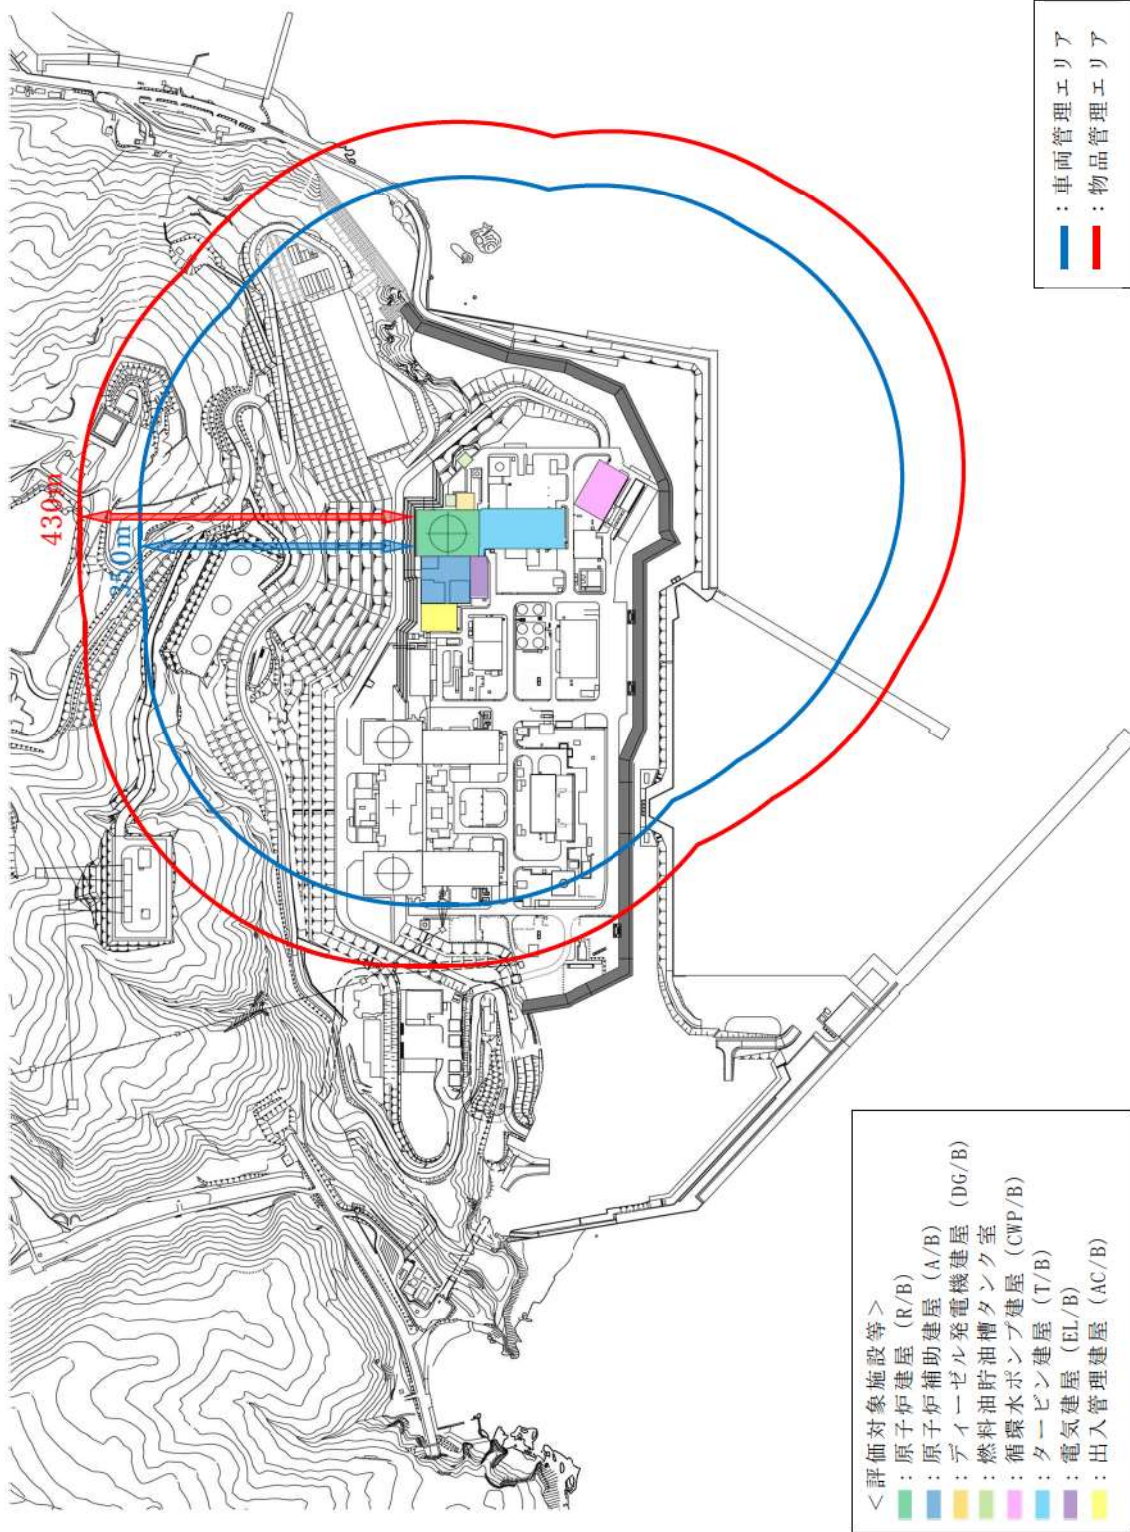 430m
350m
：車両管理エリア
：物品管理エリア
＜評価対象施設等＞
：原子炉建屋（R/B）
：原子炉補助建屋（A/B）
：ディーゼル発電機建屋（DG/B）
：燃料油貯油槽タンク室
：循環水ポンプ建屋（CWP/B）
：タービン建屋（T/B）
：電気建屋（EL/B）
：出入管理建屋（AC/B）